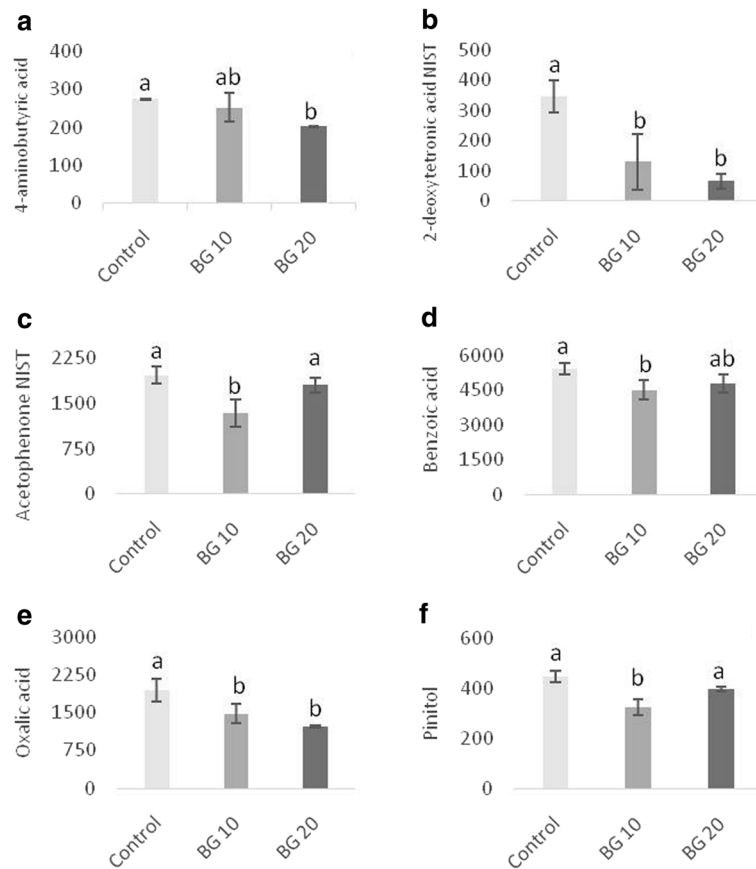 a
4-aminobutyric acid
400
300
200
100
0
a
ab
b
Control
BG 10
BG 20
b
2-deoxytetronic acid NIST
500
400
300
200
100
0
a
b
b
Control
BG 10
BG 20
c
Acetophenone NIST
2250
1500
750
0
a
b
a
Control
BG 10
BG 20
d
Benzoic acid
6000
4500
3000
1500
0
a
b
ab
Control
BG 10
BG 20
e
Oxalic acid
3000
2250
1500
750
0
a
b
b
Control
BG 10
BG 20
f
Pinitol
600
400
200
0
a
b
a
Control
BG 10
BG 20